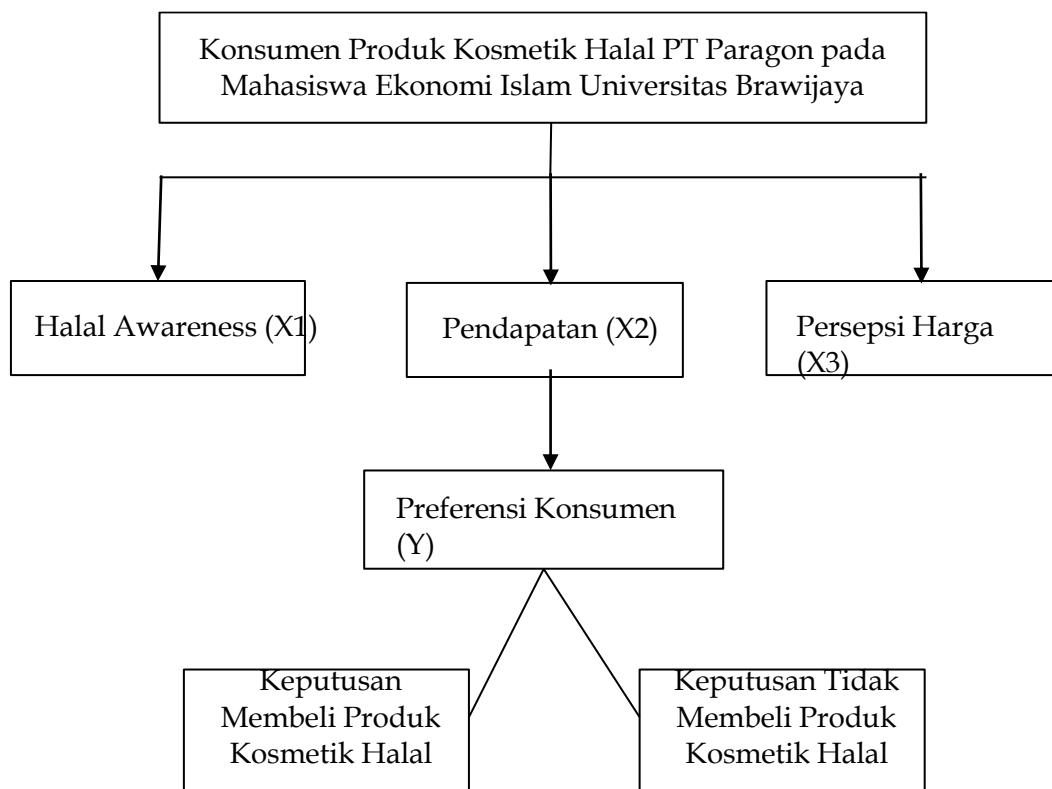 Konsumen Produk Kosmetik Halal PT Paragon pada
Mahasiswa Ekonomi Islam Universitas Brawijaya
Halal Awareness (X1)
Pendapatan (X2)
Persepsi Harga
(X3)
Preferensi Konsumen
(Y)
Keputusan
Membeli Produk
Kosmetik Halal
Keputusan Tidak
Membeli Produk
Kosmetik Halal